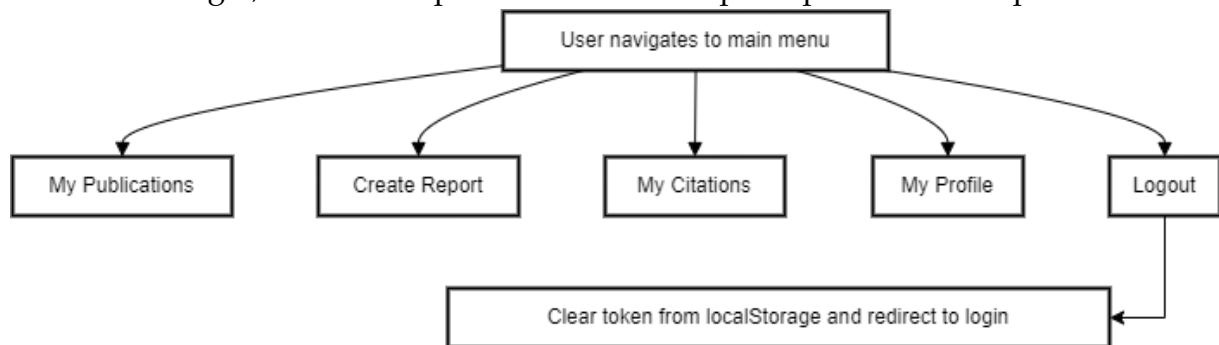 User navigates to main menu
My Publications
Create Report
My Citations
My Profile
Logout
Clear token from localStorage and redirect to login